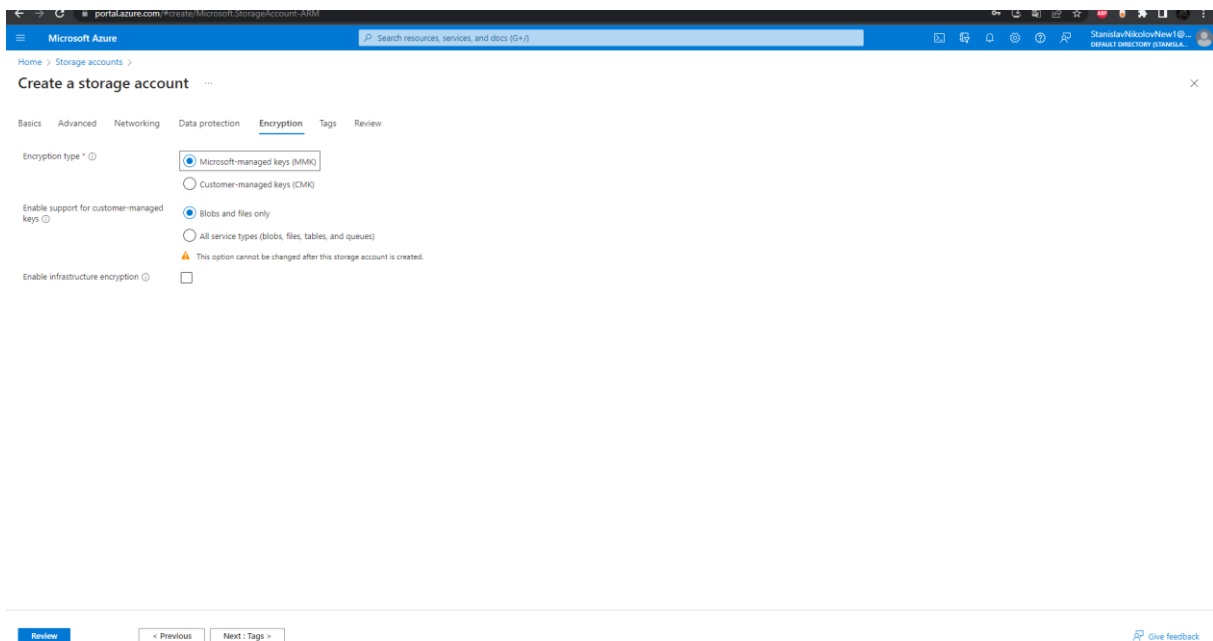 portal.azure.com/#create/Microsoft.StorageAccount-ARM
Microsoft Azure
Search resources, services, and docs (G+/)
StanislavNikolovNew1@...
DEFAULT DIRECTORY (STANISLA...
Home > Storage accounts >
Create a storage account ...
Basics Advanced Networking Data protection Encryption Tags Review
Encryption type *
Microsoft-managed keys (MMK)
Customer-managed keys (CMK)
Enable support for customer-managed
keys
Blobs and files only
All service types (blobs, files, tables, and queues)
This option cannot be changed after this storage account is created.
Enable infrastructure encryption
Review < Previous Next : Tags > Give feedback